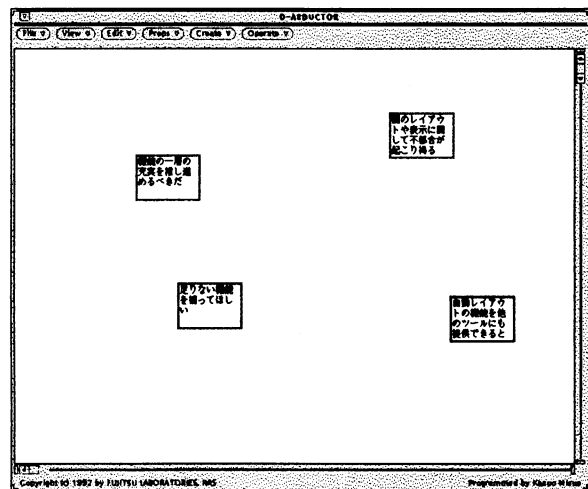 D-ABDUCTOR
File View Edit Props Create Operate
図のレイアウ
トや表示に関
して不都合が
起こり得る
機能の一層の
充実を推し進
めるべきだ
足りない機能
を補ってほし
い
自動レイアウ
トの機能を他
のツールにも
提供できると
Copyright (c) 1992 by FUJITSU LABORATORIES, IIAS
Programmed by Kazuo Misue